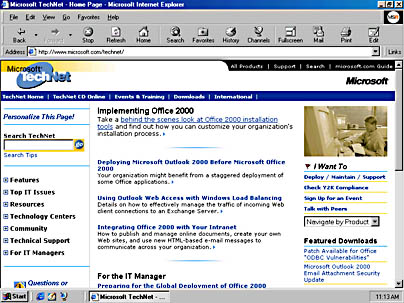 Microsoft TechNet - Home Page - Microsoft Internet Explorer
File Edit View Go Favorites Help
Back Forward Stop Refresh Home Search Favorites History Channels Fullscreen Mail Print Edit
Address http://www.microsoft.com/technet/ Links
All Products | Support | Search | microsoft.com Guide
Microsoft
TechNet
Microsoft
TechNet Home | TechNet CD Online | Events & Training | Downloads | International |
Personalize This Page!
Search TechNet
go
Search Tips
Features
Top IT Issues
Resources
Technology Centers
Community
Technical Support
For IT Managers
Questions or
Implementing Office 2000
Take a behind the scenes look at Office 2000 installation
tools and find out how you can customize your organization's
installation process.
Deploying Microsoft Outlook 2000 Before Microsoft Office
2000
Your organization might benefit from a staggered deployment of
some Office applications.
Using Outlook Web Access with Windows Load Balancing
Details on how to effectively manage the traffic of incoming Web
client connections to an Exchange Server.
Integrating Office 2000 with Your Intranet
How to publish and manage online documents, create your own
Web sites, and use new HTML-based e-mail messages to
communicate across your organization.
For the IT Manager
Preparing for the Global Deployment of Office 2000
I Want To
Deploy / Maintain / Support
Check Y2K Compliance
Sign Up for an Event
Talk with Peers
Navigate by Product
Featured Downloads
Patch Available for
"ODBC Vulnerabilities"
Microsoft Outlook 2000
Email Attachment Security
Update
Start
Microsoft TechNet - ...
11:13 AM